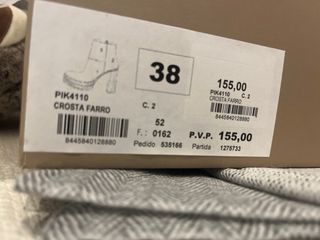 38
155,00
PIK4110 C. 2
CROSTA FARRO
8445840128880
PIK4110
CROSTA FARRO
8445840128880
C. 2
52
F. : 0162
Pedido 535166
P.V.P. 155,00
Partida 1275733